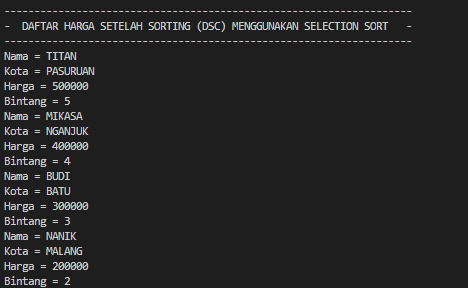 ----------------------------------------------------------------
-  DAFTAR HARGA SETELAH SORTING (DSC) MENGGUNAKAN SELECTION SORT   -
----------------------------------------------------------------
Nama = TITAN
Kota = PASURUAN
Harga = 500000
Bintang = 5
Nama = MIKASA
Kota = NGANJUK
Harga = 400000
Bintang = 4
Nama = BUDI
Kota = BATU
Harga = 300000
Bintang = 3
Nama = NANIK
Kota = MALANG
Harga = 200000
Bintang = 2